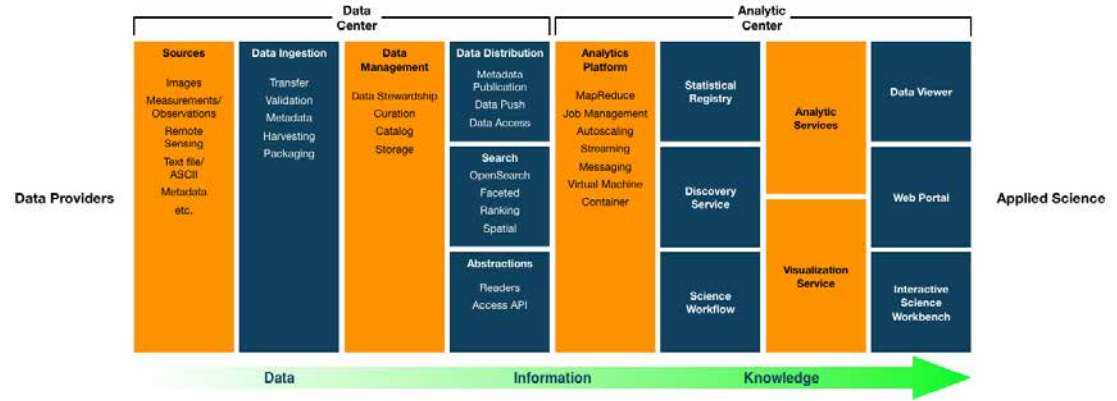 Data
Center
Analytic
Center
Data Providers
Sources
Images
Measurements/
Observations
Remote
Sensing
Text file/
ASCII
Metadata
etc.
Data Ingestion
Transfer
Validation
Metadata
Harvesting
Packaging
Data
Management
Data Stewardship
Curation
Catalog
Storage
Data Distribution
Metadata
Publication
Data Push
Data Access
Search
OpenSearch
Faceted
Ranking
Spatial
Abstractions
Readers
Access API
Analytics
Platform
MapReduce
Job Management
Autoscaling
Streaming
Messaging
Virtual Machine
Container
Statistical
Registry
Discovery
Service
Science
Workflow
Analytic
Services
Visualization
Service
Data Viewer
Web Portal
Interactive
Science
Workbench
Applied Science
Data
Information
Knowledge